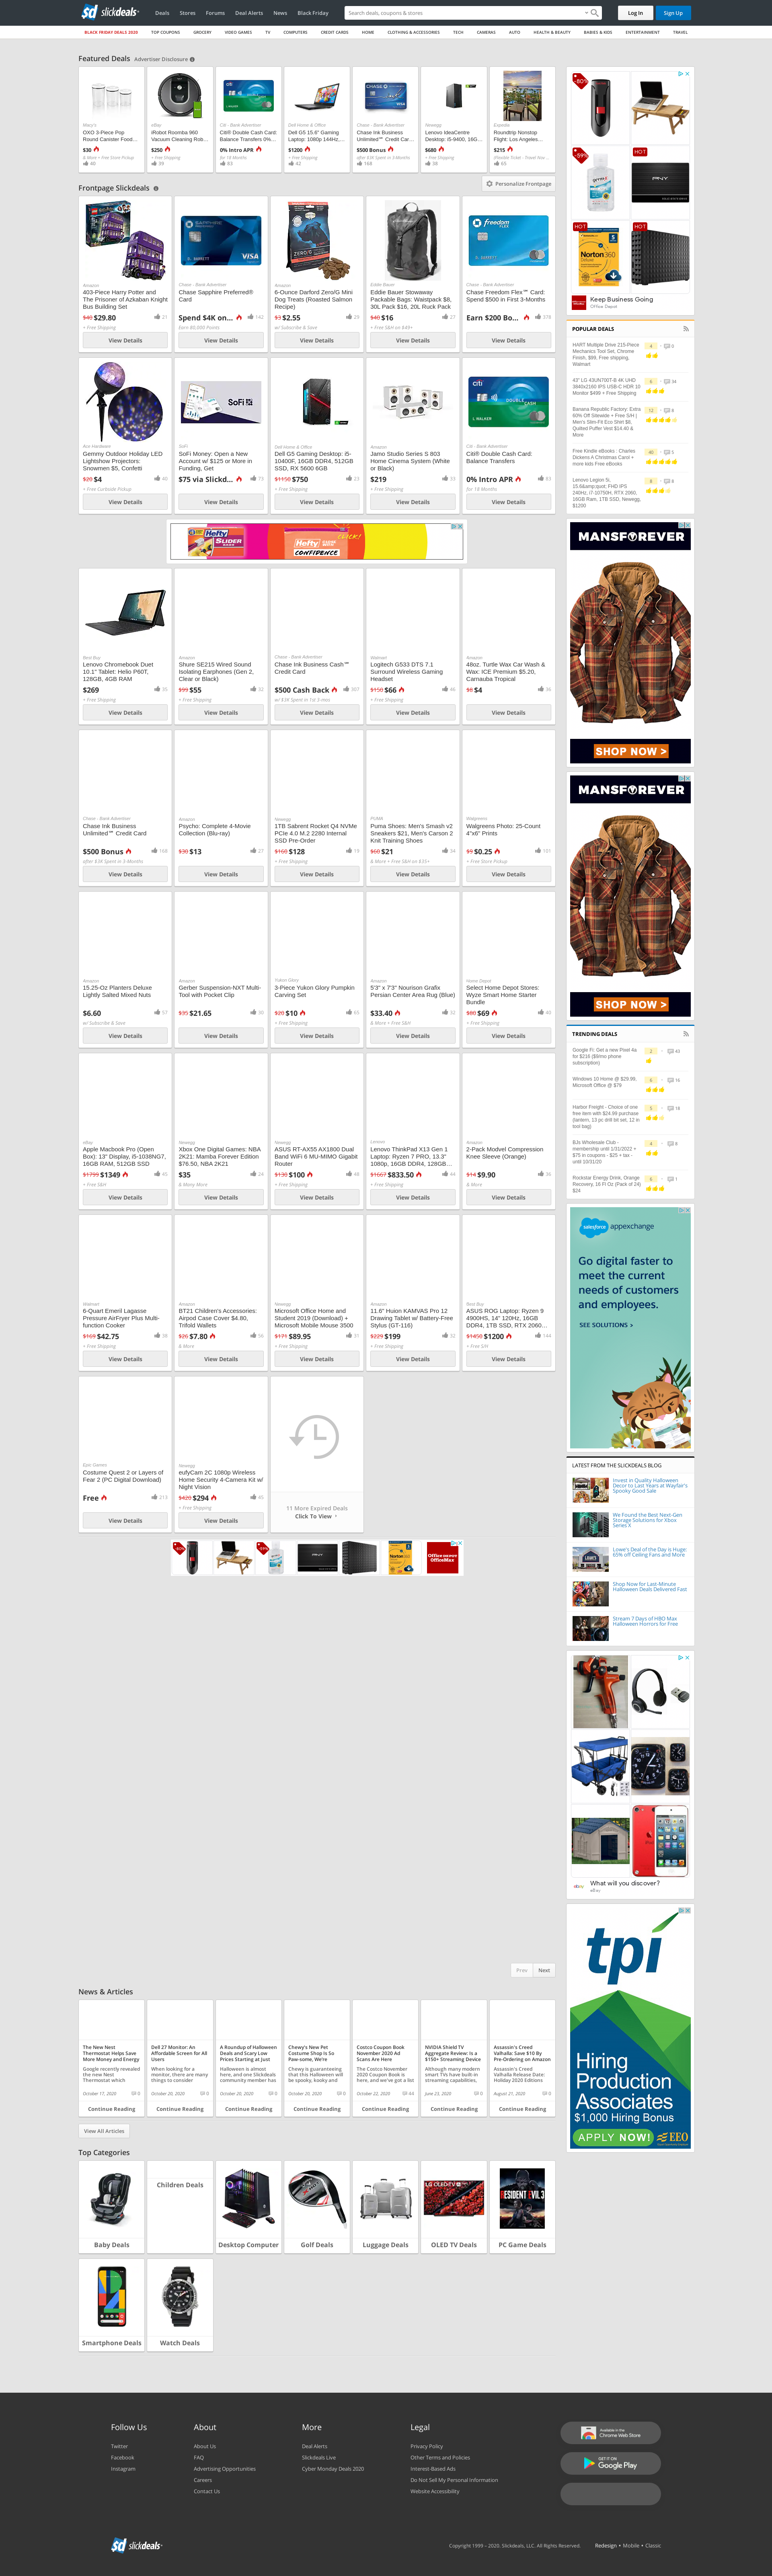 slickdeals
Deals
Stores
Forums
Deal Alerts
News
Black Friday
Search deals, coupons & stores
Log In
Sign Up
BLACK FRIDAY DEALS 2020
TOP COUPONS
GROCERY
VIDEO GAMES
TV
COMPUTERS
CREDIT CARDS
HOME
CLOTHING & ACCESSORIES
TECH
CAMERAS
AUTO
HEALTH & BEAUTY
BABIES & KIDS
ENTERTAINMENT
TRAVEL
Featured Deals
Advertiser Disclosure
Macy's
OXO 3-Piece Pop
Round Canister Food...
$30
& More + Free Store Pickup
40
eBay
iRobot Roomba 960
Vacuum Cleaning Rob...
$250
+ Free Shipping
39
Citi - Bank Advertiser
Citi® Double Cash Card:
Balance Transfers 0%...
0% Intro APR
for 18 Months
83
Dell Home & Office
Dell G5 15.6" Gaming
Laptop: 1080p 144Hz,...
$1200
+ Free Shipping
42
Chase - Bank Advertiser
Chase Ink Business
Unlimited℠ Credit Car...
$500 Bonus
after $3K Spent in 3 Months
168
Newegg
Lenovo IdeaCentre
Desktop: i5-9400, 16G...
$680
+ Free Shipping
38
Expedia
Roundtrip Nonstop
Flight: Los Angeles...
$215
65
Frontpage Slickdeals
Personalize Frontpage
Amazon
403-Piece Harry Potter and
The Prisoner of Azkaban Knight
Bus Building Set
$40 $29.80
21
+ Free Shipping
View Details
Chase - Bank Advertiser
Chase Sapphire Preferred®
Card
Spend $4K on...
142
Earn 80,000 Points
View Details
Amazon
6-Ounce Darford Zero/G Mini
Dog Treats (Roasted Salmon
Recipe)
$3 $2.55
29
w/ Subscribe & Save
View Details
Eddie Bauer
Eddie Bauer Stowaway
Packable Bags: Waistpack $8,
30L Pack $16, 20L Ruck Pack
$40 $16
27
+ Free S&H on $49+
View Details
Chase - Bank Advertiser
Chase Freedom Flex℠ Card:
Spend $500 in First 3-Months
Earn $200 Bo...
378
View Details
Ace Hardware
Gemmy Outdoor Holiday LED
Lightshow Projectors:
Snowmen $5, Confetti
$20 $4
40
+ Free Curbside Pickup
View Details
SoFi
SoFi Money: Open a New
Account w/ $125 or More in
Funding, Get
$75 via Slickd...
73
View Details
Dell Home & Office
Dell G5 Gaming Desktop: i5-
10400F, 16GB DDR4, 512GB
SSD, RX 5600 6GB
$1150 $750
23
+ Free Shipping
View Details
Amazon
Jamo Studio Series S 803
Home Cinema System (White
or Black)
$219
33
+ Free Shipping
View Details
Citi - Bank Advertiser
Citi® Double Cash Card:
Balance Transfers
0% Intro APR
83
for 18 Months
View Details
Hefty
SLIDER
CLICK!
CONFIDENCE
Best Buy
Lenovo Chromebook Duet
10.1" Tablet: Helio P60T,
128GB, 4GB RAM
$269
35
+ Free Shipping
View Details
Amazon
Shure SE215 Wired Sound
Isolating Earphones (Gen 2,
Clear or Black)
$99 $55
32
+ Free Shipping
View Details
Chase - Bank Advertiser
Chase Ink Business Cash℠
Credit Card
$500 Cash Back
307
w/ $3K Spent in 1st 3-mos
View Details
Walmart
Logitech G533 DTS 7.1
Surround Wireless Gaming
Headset
$150 $66
46
+ Free Shipping
View Details
Amazon
48oz. Turtle Wax Car Wash &
Wax: ICE Premium $5.20,
Carnauba Tropical
$8 $4
36
View Details
Chase - Bank Advertiser
Chase Ink Business
Unlimited℠ Credit Card
$500 Bonus
168
after $3K Spent in 3 Months
View Details
Amazon
Psycho: Complete 4-Movie
Collection (Blu-ray)
$30 $13
27
View Details
Newegg
1TB Sabrent Rocket Q4 NVMe
PCIe 4.0 M.2 2280 Internal
SSD Pre-Order
$160 $128
19
+ Free Shipping
View Details
PUMA
Puma Shoes: Men's Smash v2
Sneakers $21, Men's Carson 2
Knit Training Shoes
$60 $21
34
& More + Free S&H on $35+
View Details
Walgreens
Walgreens Photo: 25-Count
4"x6" Prints
$9 $0.25
101
+ Free Store Pickup
View Details
Amazon
15.25-Oz Planters Deluxe
Lightly Salted Mixed Nuts
$6.60
57
w/ Subscribe & Save
View Details
Amazon
Gerber Suspension-NXT Multi-
Tool with Pocket Clip
$35 $21.65
30
View Details
Yukon Glory
3-Piece Yukon Glory Pumpkin
Carving Set
$20 $10
65
+ Free Shipping
View Details
Amazon
5'3" x 7'3" Nourison Grafix
Persian Center Area Rug (Blue)
$33.40
32
& More + Free S&H
View Details
Home Depot
Select Home Depot Stores:
Wyze Smart Home Starter
Bundle
$80 $69
40
+ Free Shipping
View Details
eBay
Apple Macbook Pro (Open
Box): 13" Display, i5-1038NG7,
16GB RAM, 512GB SSD
$1799 $1349
45
+ Free S&H
View Details
Newegg
Xbox One Digital Games: NBA
2K21: Mamba Forever Edition
$76.50, NBA 2K21
$35
24
& Many More
View Details
Newegg
ASUS RT-AX55 AX1800 Dual
Band WiFi 6 MU-MIMO Gigabit
Router
$130 $100
48
+ Free Shipping
View Details
Lenovo
Lenovo ThinkPad X13 Gen 1
Laptop: Ryzen 7 PRO, 13.3"
1080p, 16GB DDR4, 128GB...
$1667 $833.50
44
+ Free Shipping
View Details
Amazon
2-Pack Modvel Compression
Knee Sleeve (Orange)
$14 $9.90
36
& More
View Details
Walmart
6-Quart Emeril Lagasse
Pressure AirFryer Plus Multi-
function Cooker
$169 $42.75
38
+ Free Shipping
View Details
Amazon
BT21 Children's Accessories:
Airpod Case Cover $4.80,
Trifold Wallets
$26 $7.80
56
& More
View Details
Newegg
Microsoft Office Home and
Student 2019 (Download) +
Microsoft Mobile Mouse 3500
$171 $89.95
31
+ Free Shipping
View Details
Amazon
11.6" Huion KAMVAS Pro 12
Drawing Tablet w/ Battery-Free
Stylus (GT-116)
$229 $199
32
+ Free Shipping
View Details
Best Buy
ASUS ROG Laptop: Ryzen 9
4900HS, 14" 120Hz, 16GB
DDR4, 1TB SSD, RTX 2060...
$1450 $1200
144
+ Free S/H
View Details
Epic Games
Costume Quest 2 or Layers of
Fear 2 (PC Digital Download)
Free
213
View Details
Newegg
eufyCam 2C 1080p Wireless
Home Security 4-Camera Kit w/
Night Vision
$420 $294
45
+ Free Shipping
View Details
11 More Expired Deals
Click To View
Prev
Next
News & Articles
The New Nest
Thermostat Helps Save
More Money and Energy
Google recently revealed
the new Nest
Thermostat which
October 17, 2020
0
Continue Reading
Dell 27 Monitor: An
Affordable Screen for All
Users
When looking for a
monitor, there are many
things to consider
October 20, 2020
0
Continue Reading
A Roundup of Halloween
Deals and Scary Low
Prices Starting at Just
Halloween is almost
here, and one Slickdeals
community member has
October 20, 2020
0
Continue Reading
Chewy's New Pet
Costume Shop Is So
Paw-some, We're
Chewy is guaranteeing
that this Halloween will
be spooky, kooky and
October 20, 2020
0
Continue Reading
Costco Coupon Book
November 2020 Ad
Scans Are Here
The Costco November
2020 Coupon Book is
here, and we've got a list
October 22, 2020
44
Continue Reading
NVIDIA Shield TV
Aggregate Review: Is a
$150+ Streaming Device
Although many modern
smart TVs have built-in
streaming capabilities,
June 23, 2020
0
Continue Reading
Assassin's Creed
Valhalla: Save $10 By
Pre-Ordering on Amazon
Assassin's Creed
Valhalla Release Date:
Holiday 2020 Editions
August 21, 2020
0
Continue Reading
View All Articles
Top Categories
Baby Deals
Children Deals
Desktop Computer
Golf Deals
Luggage Deals
OLED TV Deals
PC Game Deals
Smartphone Deals
Watch Deals
-80%
-59%
HOT
PNY
HOT
HOT
Norton 360
Keep Business Going
Office Depot
POPULAR DEALS
HART Multiple Drive 215-Piece
Mechanics Tool Set, Chrome
Finish, $99, Free shipping,
Walmart
4
0
43" LG 43UN700T-B 4K UHD
3840x2160 IPS USB-C HDR 10
Monitor $499 + Free Shipping
6
34
Banana Republic Factory: Extra
60% Off Sitewide + Free S/H |
Men's Slim-Fit Eco Shirt $8,
Quilted Puffer Vest $14.40 &
More
12
8
Free Kindle eBooks : Charles
Dickens A Christmas Carol +
more kids Free eBooks
40
5
Lenovo Legion 5i,
15.6&amp;quot; FHD IPS
240Hz, i7-10750H, RTX 2060,
16GB Ram, 1TB SSD, Newegg,
$1200
8
8
MANSFOREVER
SHOP NOW >
MANSFOREVER
SHOP NOW >
TRENDING DEALS
Google Fi: Get a new Pixel 4a
for $216 ($9/mo phone
subscription)
2
43
Windows 10 Home @ $29.99,
Microsoft Office @ $79
9
16
Harbor Freight - Choice of one
free item with $24.99 purchase
(lantern, 13 pc drill bit set, 12 in
tool bag)
5
18
BJs Wholesale Club -
membership until 1/31/2022 +
$75 in coupons - $25 + tax -
until 10/31/20
4
8
Rockstar Energy Drink, Orange
Recovery, 16 Fl Oz (Pack of 24)
$24
6
1
salesforce appexchange
Go digital faster to
meet the current
needs of customers
and employees.
SEE SOLUTIONS >
LATEST FROM THE SLICKDEALS BLOG
Invest in Quality Halloween
Decor to Last Years at Wayfair's
Spooky Good Sale
We Found the Best Next-Gen
Storage Solutions for Xbox
Series X
Lowe's Deal of the Day is Huge:
65% off Ceiling Fans and More
Shop Now for Last-Minute
Halloween Deals Delivered Fast
Stream 7 Days of HBO Max
Halloween Horrors for Free
What will you discover?
eBay
tpi
Hiring
Production
Associates
$1,000 Hiring Bonus
APPLY NOW!
EEO
Follow Us
Twitter
Facebook
Instagram
About
About Us
FAQ
Advertising Opportunities
Careers
Contact Us
More
Deal Alerts
Slickdeals Live
Cyber Monday Deals 2020
Legal
Privacy Policy
Other Terms and Policies
Interest-Based Ads
Do Not Sell My Personal Information
Website Accessibility
Available in the
Chrome Web Store
GET IT ON
Google Play
slickdeals
Copyright 1999 - 2020. Slickdeals, LLC. All Rights Reserved.
Redesign • Mobile • Classic